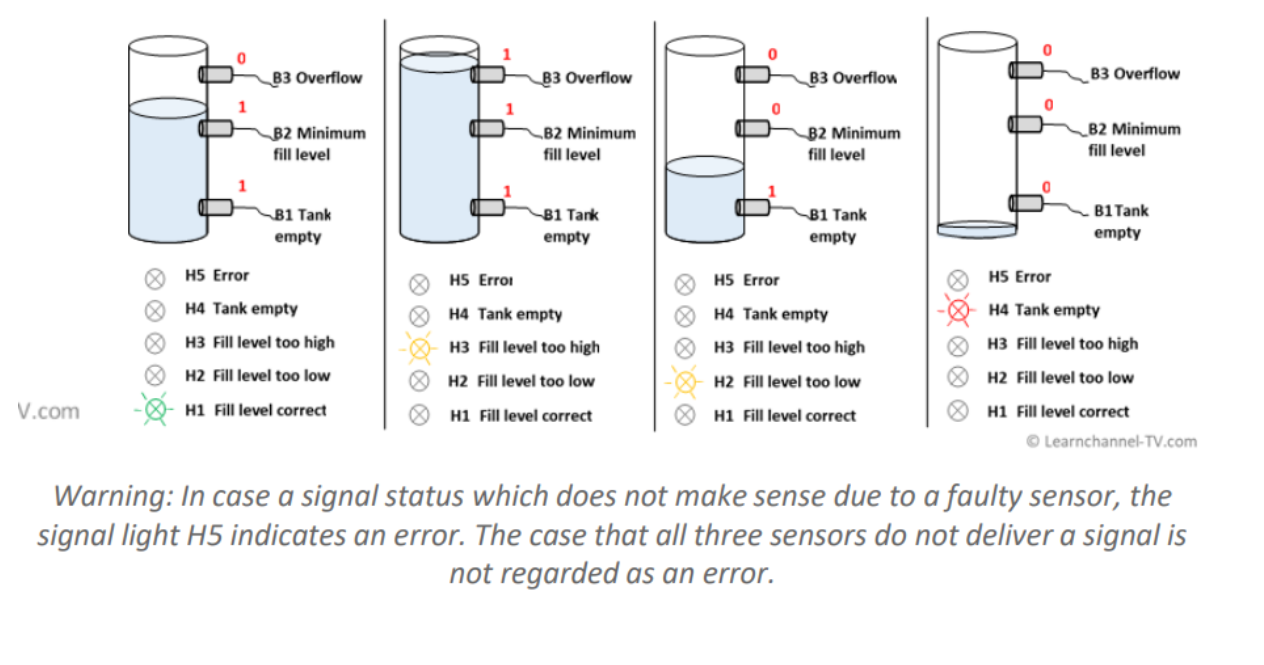 0
B3 Overflow
1
B2 Minimum
fill level
1
B1 Tank
empty
H5 Error
H4 Tank empty
H3 Fill level too high
H2 Fill level too low
H1 Fill level correct
1
B3 Overflow
1
B2 Minimum
fill level
1
B1 Tank
empty
H5 Error
H4 Tank empty
H3 Fill level too high
H2 Fill level too low
H1 Fill level correct
0
B3 Overflow
0
B2 Minimum
fill level
1
B1 Tank
empty
H5 Error
H4 Tank empty
H3 Fill level too high
H2 Fill level too low
H1 Fill level correct
0
B3 Overflow
0
B2 Minimum
fill level
0
B1Tank
empty
H5 Error
H4 Tank empty
H3 Fill level too high
H2 Fill level too low
H1 Fill level correct
V.com
© Learnchannel-TV.com
Warning: In case a signal status which does not make sense due to a faulty sensor, the
signal light H5 indicates an error. The case that all three sensors do not deliver a signal is
not regarded as an error.